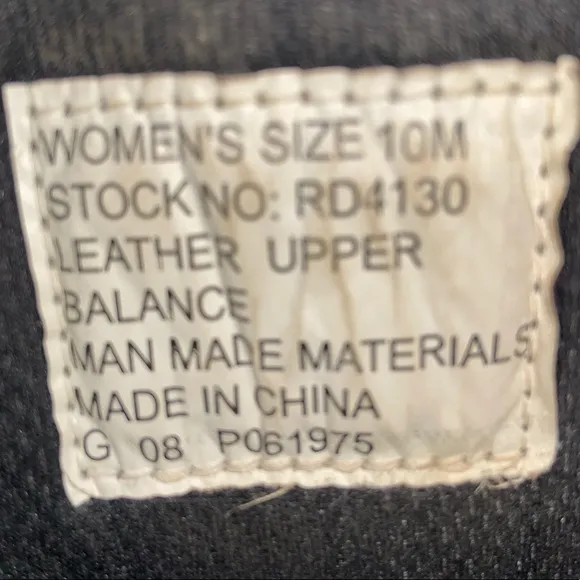 WOMEN'S SIZE 10M
STOCK NO: RD4130
LEATHER UPPER
BALANCE
MAN MADE MATERIALS
MADE IN CHINA
G 08 P061975